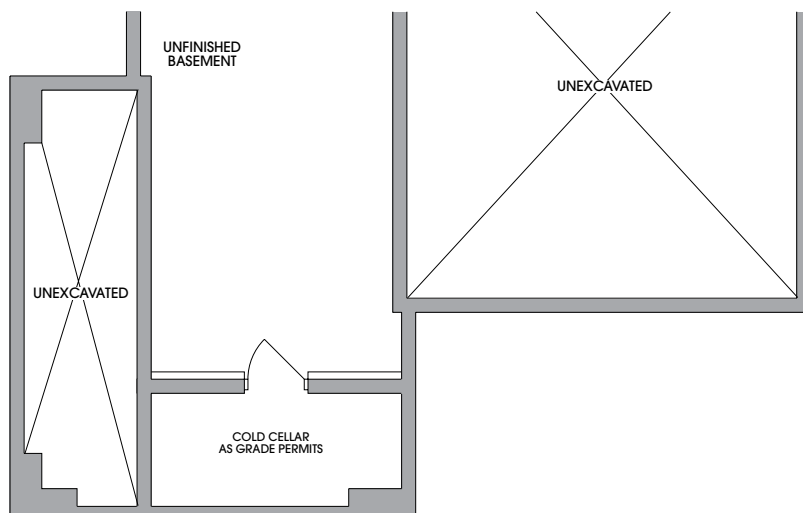 UNFINISHED
BASEMENT
UNEXCAVATED
UNEXCAVATED
COLD CELLAR
AS GRADE PERMITS